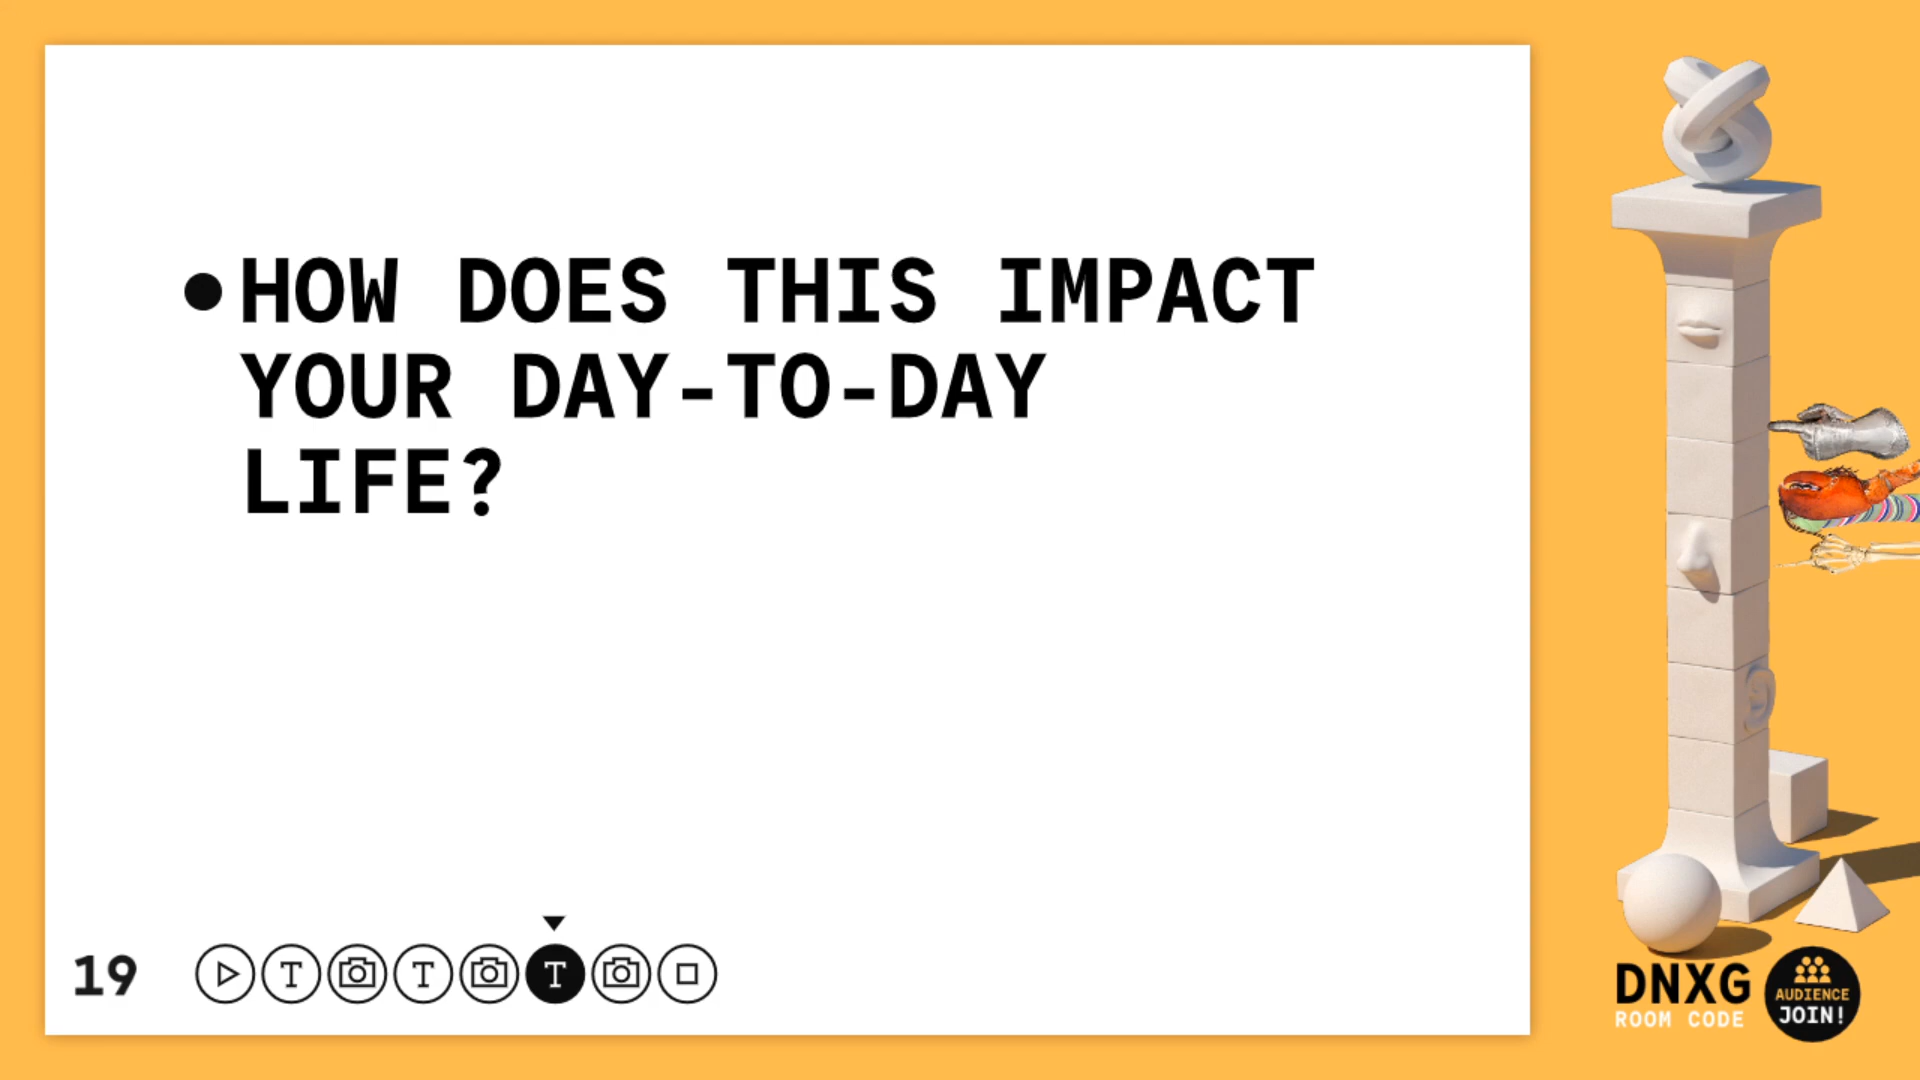 •HOW DOES THIS IMPACT
YOUR DAY-TO-DAY
LIFE?
19
T
T
T
DNXG
ROOM CODE
AUDIENCE
JOIN!